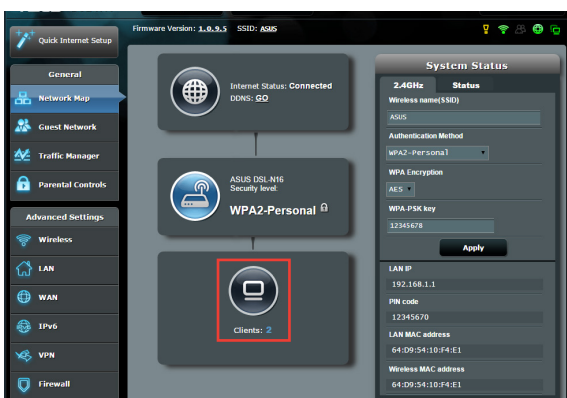 Quick Internet Setup
General
Network Map
Guest Network
Traffic Manager
Parental Controls
Advanced Settings
Wireless
LAN
WAN
IPv6
VPN
Firewall
Firmware Version: 1.0.9.5 SSID: ASUS
Internet Status: Connected
DDNS: GO
ASUS DSL-N16
Security level:
WPA2-Personal
Clients: 2
System Status
2.4GHz Status
Wireless name(SSID)
ASUS
Authentication Method
WPA2-Personal
WPA Encryption
AES
WPA-PSK key
12345678
Apply
LAN IP
192.168.1.1
PIN code
12345670
LAN MAC address
64:D9:54:10:F4:E1
Wireless MAC address
64:D9:54:10:F4:E1